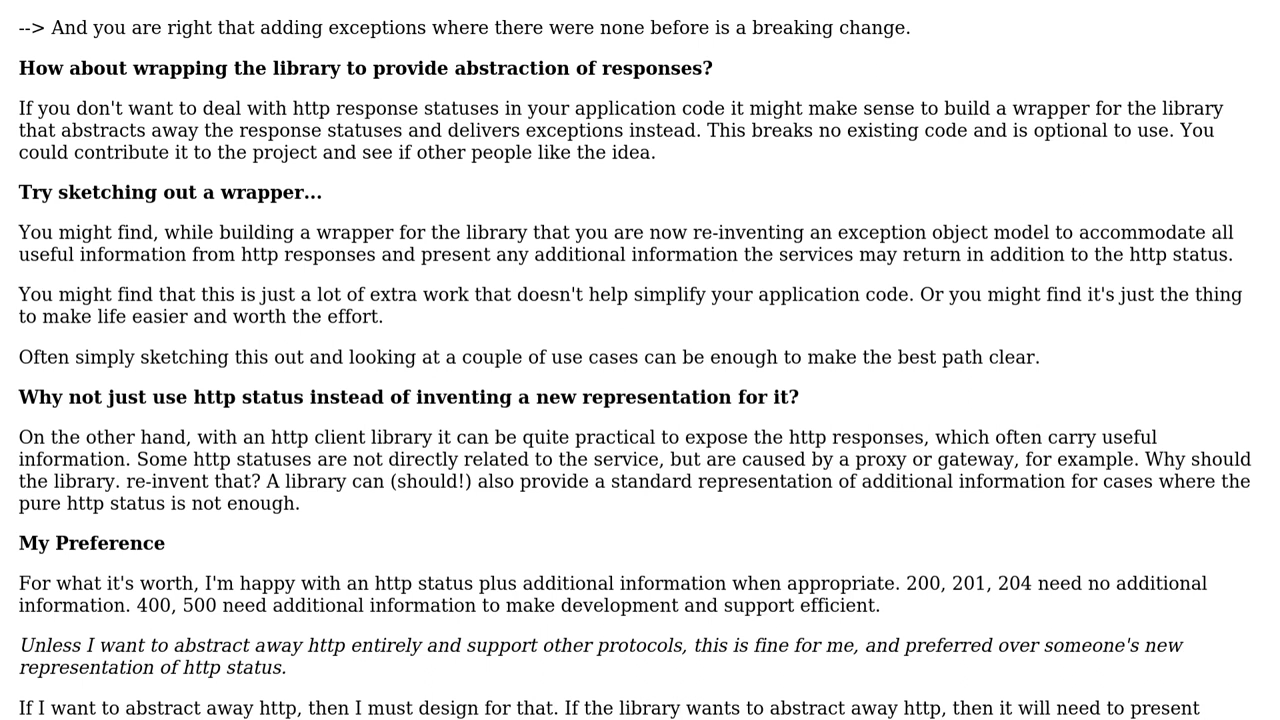 --> And you are right that adding exceptions where there were none before is a breaking change.
How about wrapping the library to provide abstraction of responses?
If you don't want to deal with http response statuses in your application code it might make sense to build a wrapper for the library
that abstracts away the response statuses and delivers exceptions instead. This breaks no existing code and is optional to use. You
could contribute it to the project and see if other people like the idea.
Try sketching out a wrapper...
You might find, while building a wrapper for the library that you are now re-inventing an exception object model to accommodate all
useful information from http responses and present any additional information the services may return in addition to the http status.
You might find that this is just a lot of extra work that doesn't help simplify your application code. Or you might find it's just the thing
to make life easier and worth the effort.
Often simply sketching this out and looking at a couple of use cases can be enough to make the best path clear.
Why not just use http status instead of inventing a new representation for it?
On the other hand, with an http client library it can be quite practical to expose the http responses, which often carry useful
information. Some http statuses are not directly related to the service, but are caused by a proxy or gateway, for example. Why should
the library. re-invent that? A library can (should!) also provide a standard representation of additional information for cases where the
pure http status is not enough.
My Preference
For what it's worth, I'm happy with an http status plus additional information when appropriate. 200, 201, 204 need no additional
information. 400, 500 need additional information to make development and support efficient.
Unless I want to abstract away http entirely and support other protocols, this is fine for me, and preferred over someone's new
representation of http status.
If I want to abstract away http, then I must design for that. If the library wants to abstract away http, then it will need to present